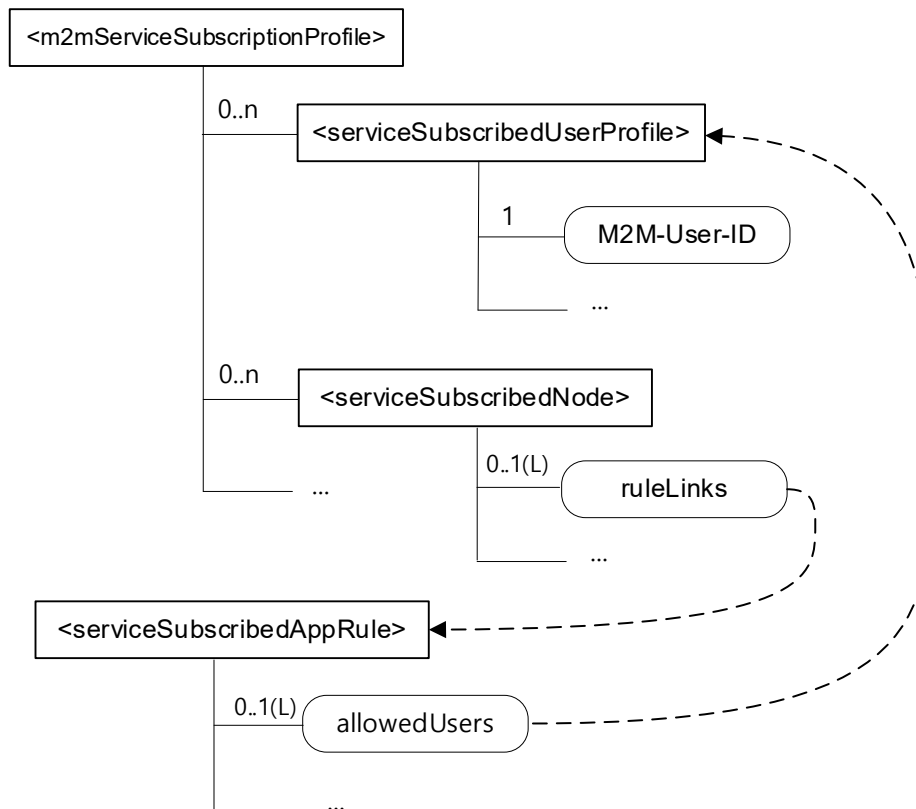 <m2mServiceSubscriptionProfile>
0..n
<serviceSubscribedUserProfile>
1
M2M-User-ID
...
0..n
<serviceSubscribedNode>
0..1(L)
ruleLinks
...
...
<serviceSubscribedAppRule>
0..1(L)
allowedUsers
...